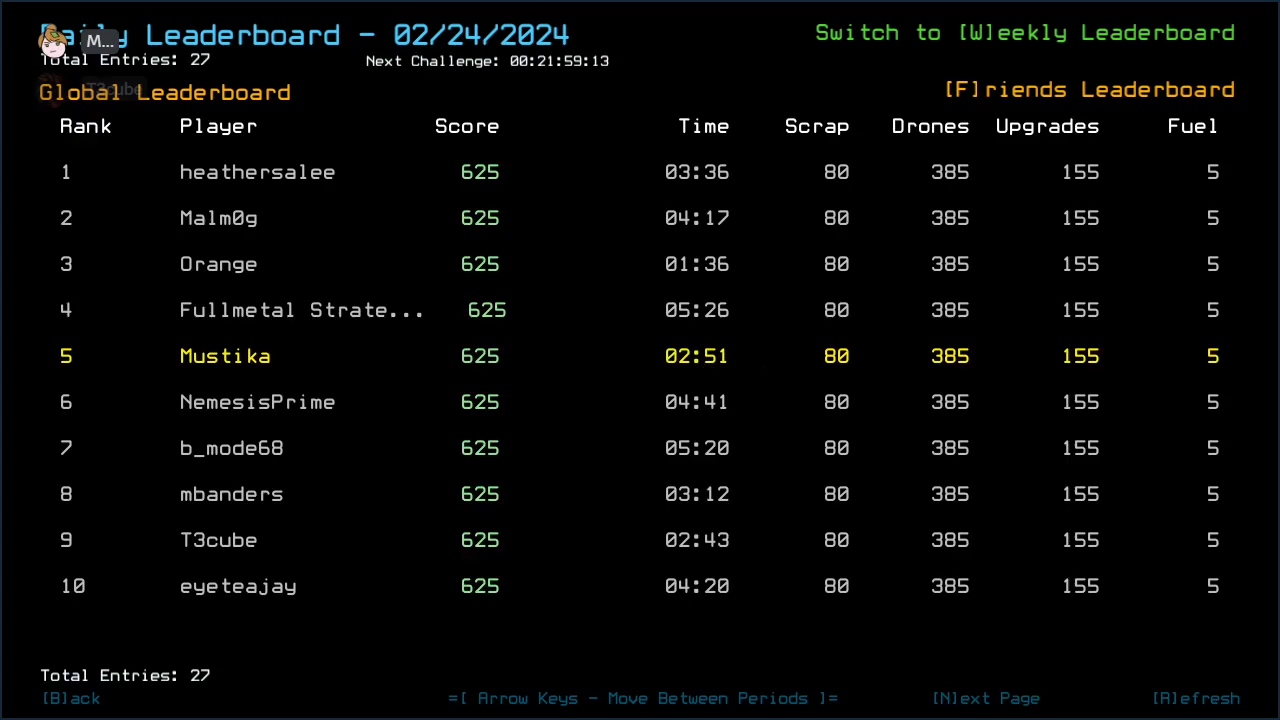 Daily Leaderboard - 02/24/2024
Switch to [W]eekly Leaderboard
M...
Total Entries: 27
Next Challenge: 00:21:59:13
T3cube
Global Leaderboard
[F]riends Leaderboard
Rank Player Score Time Scrap Drones Upgrades Fuel
1 heathersalee 625 03:36 80 385 155 5
2 Malm0g 625 04:17 80 385 155 5
3 Orange 625 01:36 80 385 155 5
4 Fullmetal Strate... 625 05:26 80 385 155 5
5 Mustika 625 02:51 80 385 155 5
6 NemesisPrime 625 04:41 80 385 155 5
7 b_mode68 625 05:20 80 385 155 5
8 mbanders 625 03:12 80 385 155 5
9 T3cube 625 02:43 80 385 155 5
10 eyeteajay 625 04:20 80 385 155 5
Total Entries: 27
[B]ack =[ Arrow Keys - Move Between Periods ]= [N]ext Page [R]efresh